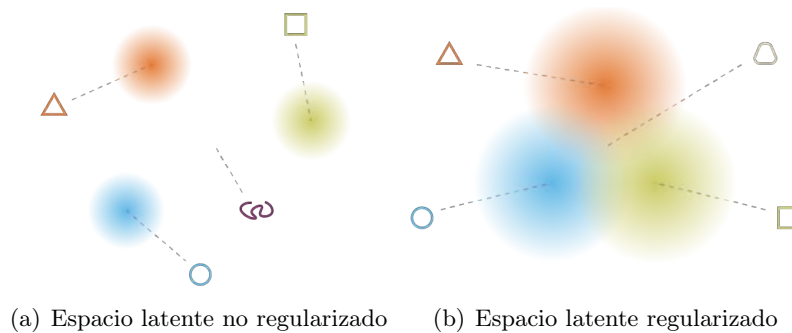 (a) Espacio latente no regularizado
(b) Espacio latente regularizado